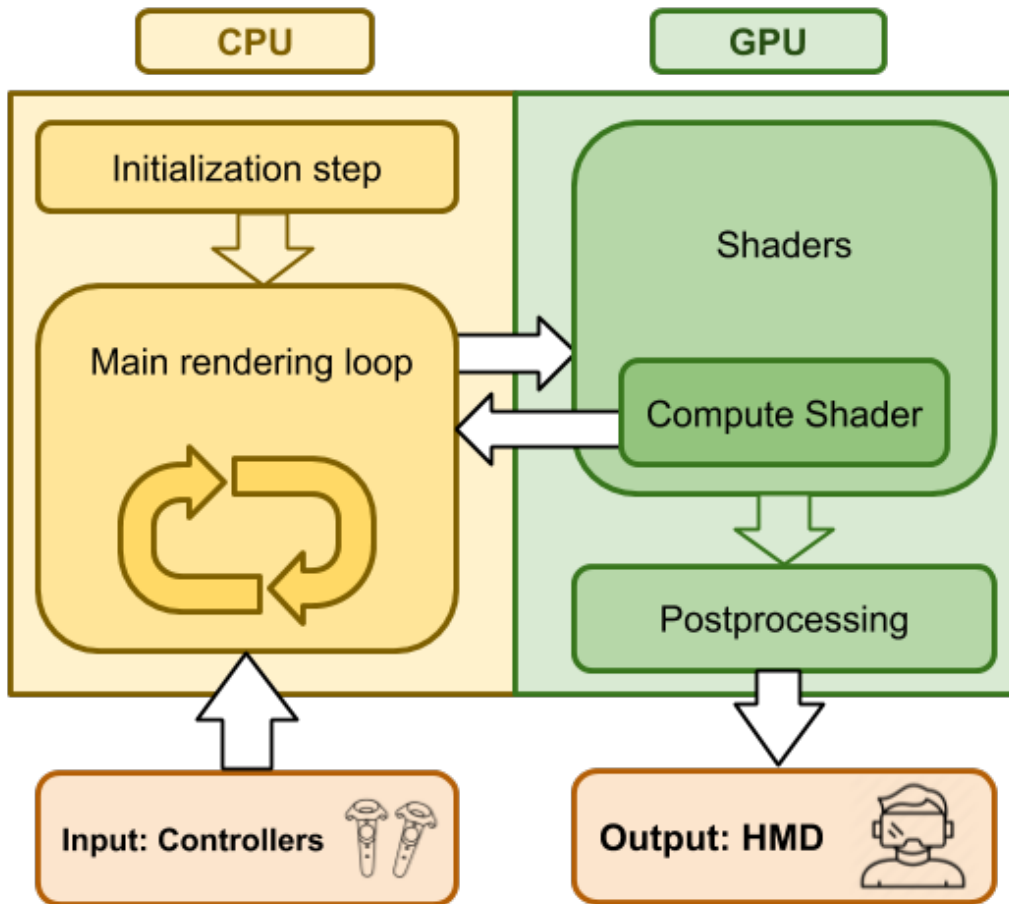 CPU
GPU
Initialization step
Shaders
Main rendering loop
Compute Shader
Postprocessing
Input: Controllers
Output: HMD